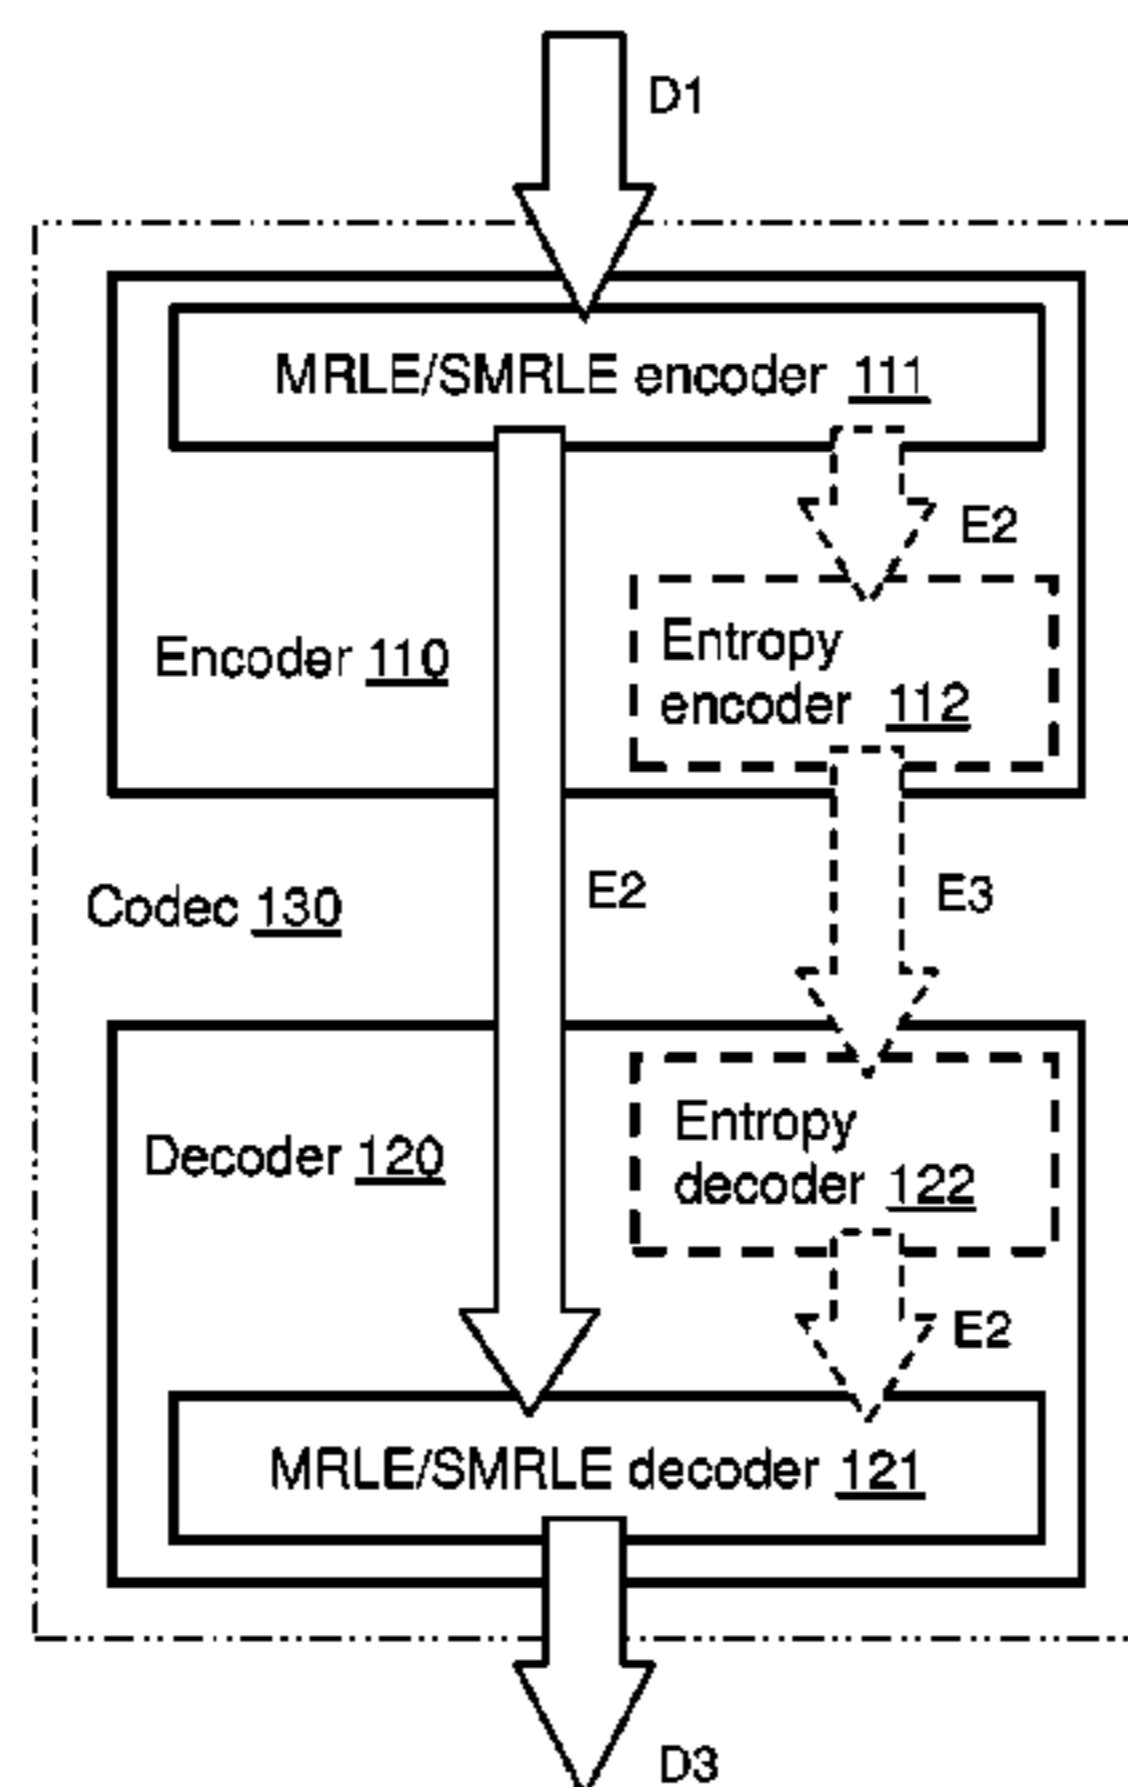 D1
MRLE/SMRLE encoder 111
E2
Entropy
encoder 112
Encoder 110
Codec 130
E2
E3
Decoder 120
Entropy
decoder 122
E2
MRLE/SMRLE decoder 121
D3